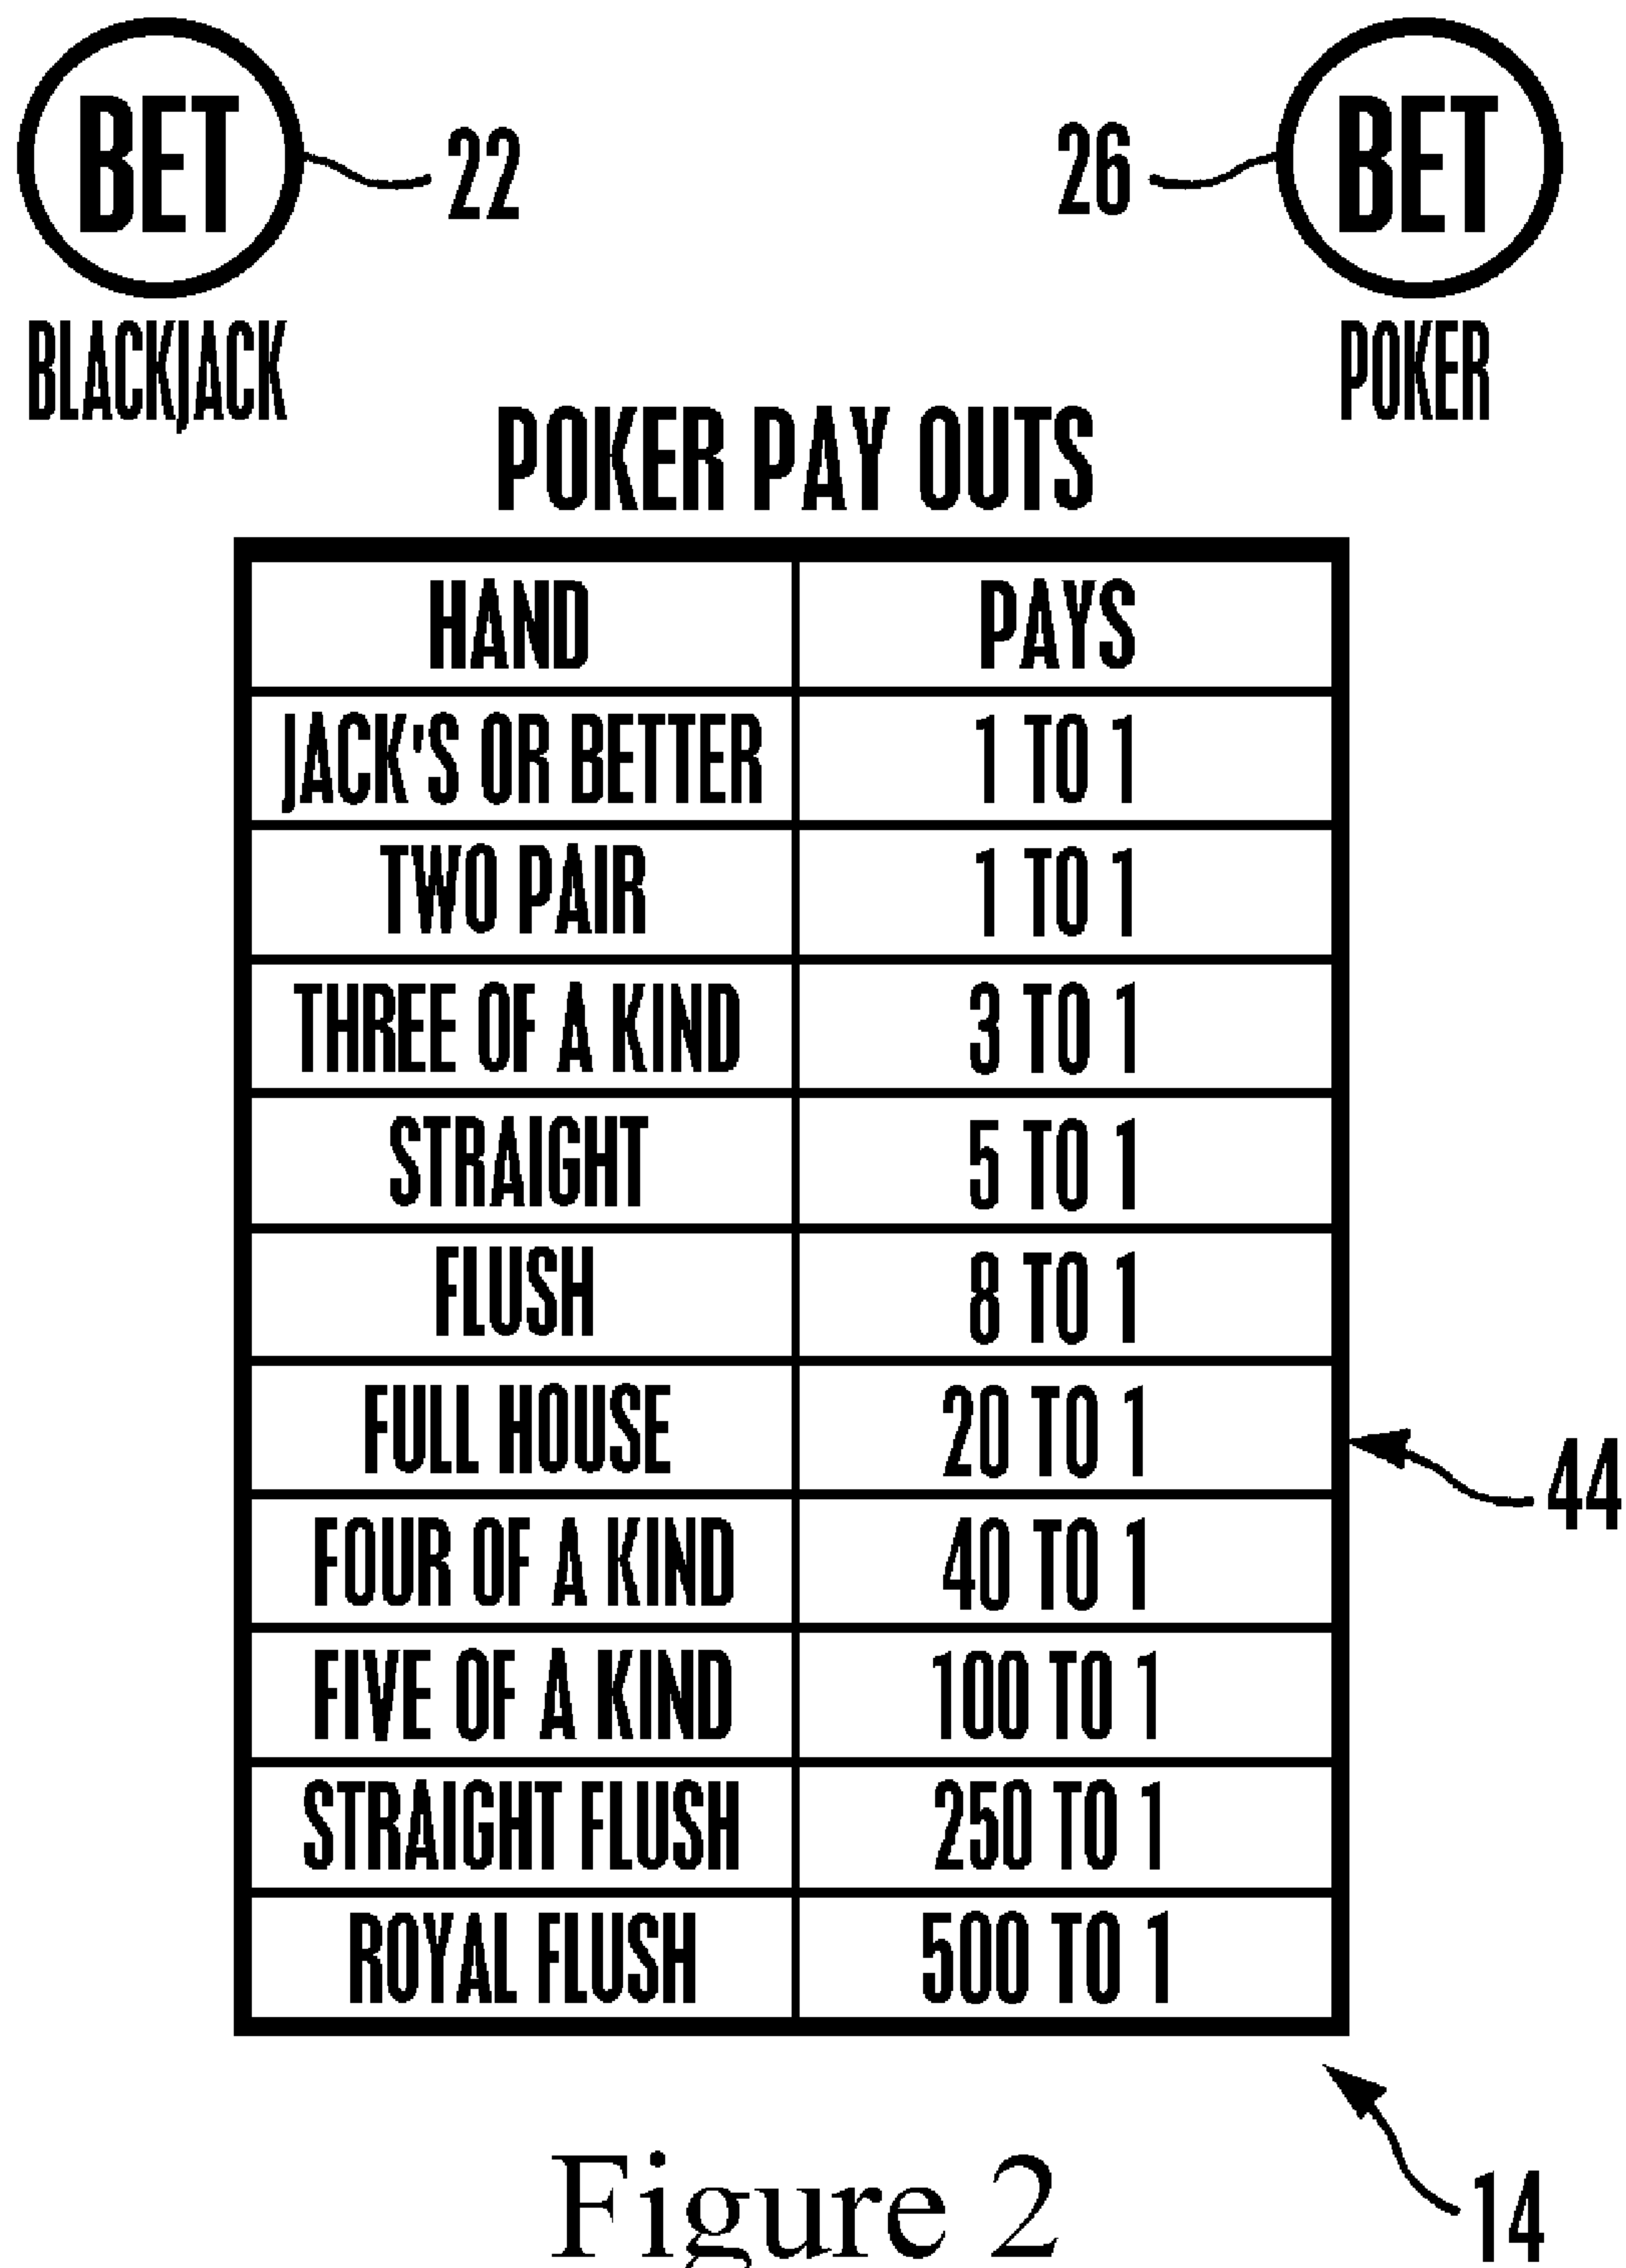 BET 22 26 BET
BLACKJACK POKER
POKER PAY OUTS
HAND PAYS
JACK'S OR BETTER 1 TO 1
TWO PAIR 1 TO 1
THREE OF A KIND 3 TO 1
STRAIGHT 5 TO 1
FLUSH 8 TO 1
FULL HOUSE 20 TO 1
44
FOUR OF A KIND 40 TO 1
FIVE OF A KIND 100 TO 1
STRAIGHT FLUSH 250 TO 1
ROYAL FLUSH 500 TO 1
14
Figure 2